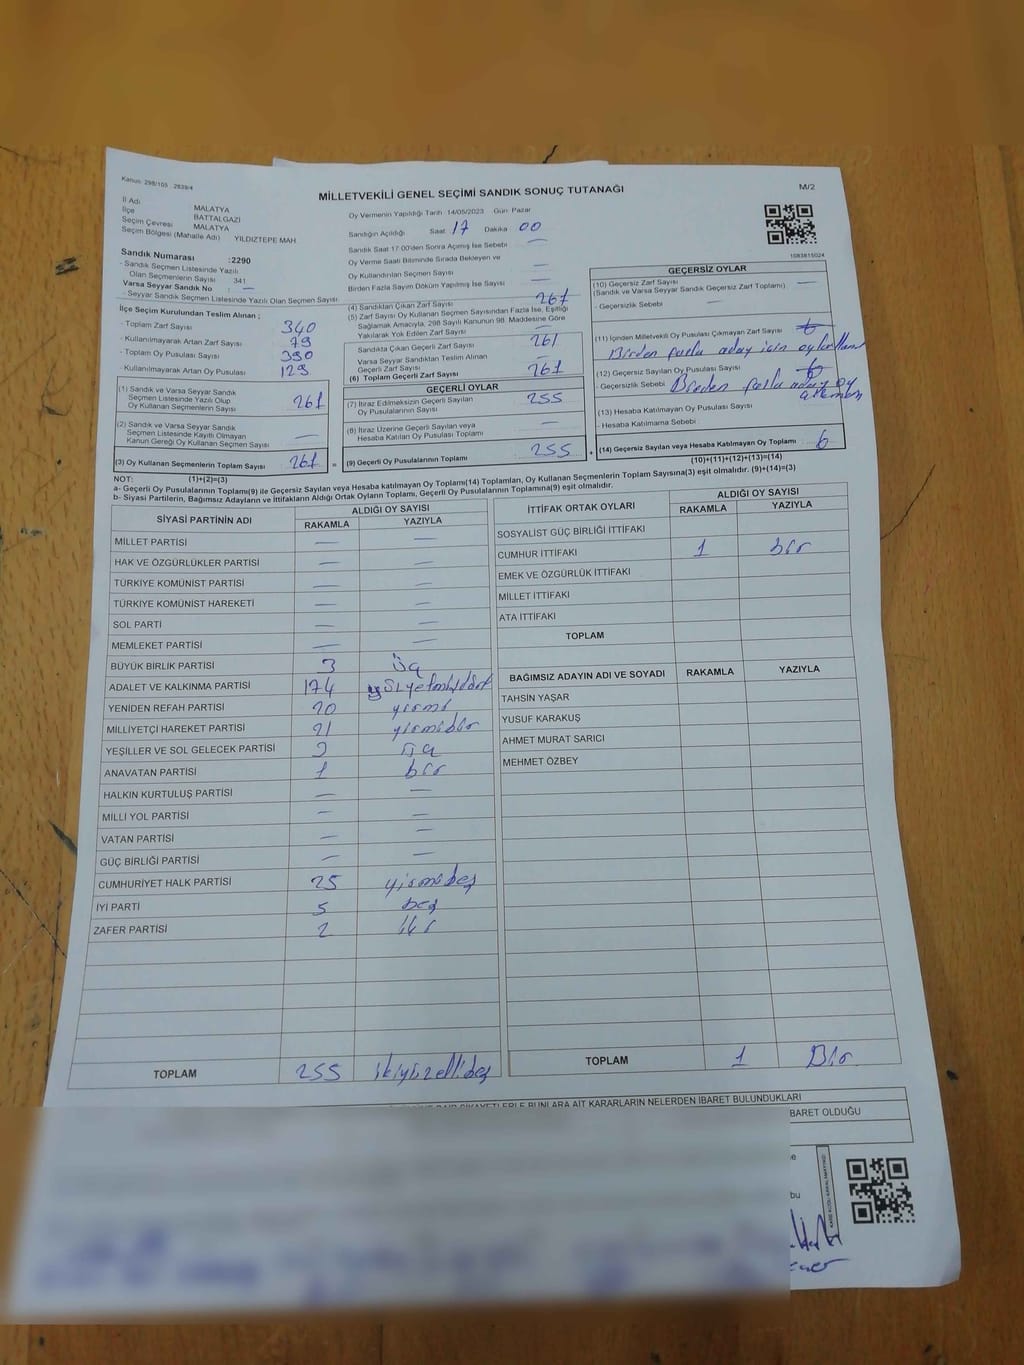 Kanun: 298/105 2839/4
MİLLETVEKİLİ GENEL SEÇİMİ SANDIK SONUÇ TUTANAĞI
M/2
İl Adı MALATYA
İlçe BATTALGAZİ
Seçim Çevresi MALATYA
Seçim Bölgesi (Mahalle Adı) YILDIZTEPE MAH
Sandık Numarası :2290
- Sandık Seçmen Listesinde Yazılı
Olan Seçmenlerin Sayısı 341
Varsa Seyyar Sandık No : —
- Seyyar Sandık Seçmen Listesinde Yazılı Olan Seçmen Sayısı
İlçe Seçim Kurulundan Teslim Alınan ;
- Toplam Zarf Sayısı 340
- Kullanılmayarak Artan Zarf Sayısı 79
- Toplam Oy Pusulası Sayısı 390
- Kullanılmayarak Artan Oy Pusulası 129
(1) Sandık ve Varsa Seyyar Sandık
Seçmen Listesinde Yazılı Olup
Oy Kullanan Seçmenlerin Sayısı 261
(2) Sandık ve Varsa Seyyar Sandık
Seçmen Listesinde Kayıtlı Olmayan
Kanun Gereği Oy Kullanan Seçmen Sayısı —
(3) Oy Kullanan Seçmenlerin Toplam Sayısı 261
(1)+(2)=(3)
Oy Vermenin Yapıldığı Tarih 14/05/2023 Gün Pazar
Sandığın Açıldığı Saat 17 Dakika 00
Sandık Saat 17.00'den Sonra Açılmış İse Sebebi —
Oy Verme Saati Bitiminde Sırada Bekleyen ve
Oy Kullandırılan Seçmen Sayısı —
Birden Fazla Sayım Döküm Yapılmış İse Sayısı —
(4) Sandıktan Çıkan Zarf Sayısı 261
(5) Zarf Sayısı Oy Kullanan Seçmen Sayısından Fazla İse, Eşitliği
Sağlamak Amacıyla, 298 Sayılı Kanunun 98. Maddesine Göre
Yakılarak Yok Edilen Zarf Sayısı —
Sandıkta Çıkan Geçerli Zarf Sayısı 261
Varsa Seyyar Sandıktan Teslim Alınan
Geçerli Zarf Sayısı —
(6) Toplam Geçerli Zarf Sayısı 261
GEÇERLİ OYLAR
(7) İtiraz Edilmeksizin Geçerli Sayılan
Oy Pusulalarının Sayısı 255
(8) İtiraz Üzerine Geçerli Sayılan veya
Hesaba Katılan Oy Pusulası Toplamı —
= (9) Geçerli Oy Pusulalarının Toplamı 255
1083815024
GEÇERSİZ OYLAR
(10) Geçersiz Zarf Sayısı —
(Sandık ve Varsa Seyyar Sandık Geçersiz Zarf Toplamı)
- Geçersizlik Sebebi —
(11) İçinden Milletvekili Oy Pusulası Çıkmayan Zarf Sayısı
Birden fazla aday için
(12) Geçersiz Sayılan Oy Pusulası Sayısı 6
- Geçersizlik Sebebi Birden fazla aday oy
(13) Hesaba Katılmayan Oy Pusulası Sayısı
- Hesaba Katılmama Sebebi
+ (14) Geçersiz Sayılan veya Hesaba Katılmayan Oy Toplamı 6
(10)+(11)+(12)+(13)=(14)
NOT:
a- Geçerli Oy Pusulalarının Toplamı(9) ile Geçersiz Sayılan veya Hesaba Katılmayan Oy Toplamı(14) Toplamları, Oy Kullanan Seçmenlerin Toplam Sayısına(3) eşit olmalıdır. (9)+(14)=(3)
b- Siyasi Partilerin, Bağımsız Adayların ve İttifakların Aldığı Ortak Oyların Toplamı, Geçerli Oy Pusulalarının Toplamına(9) eşit olmalıdır.
SİYASİ PARTİNİN ADI ALDIĞI OY SAYISI
RAKAMLA YAZIYLA
MİLLET PARTİSİ — —
HAK VE ÖZGÜRLÜKLER PARTİSİ — —
TÜRKİYE KOMÜNİST PARTİSİ — —
TÜRKİYE KOMÜNİST HAREKETİ — —
SOL PARTİ — —
MEMLEKET PARTİSİ — —
BÜYÜK BİRLİK PARTİSİ 3 üç
ADALET VE KALKINMA PARTİSİ 174 yüzyetmişdört
YENİDEN REFAH PARTİSİ 20 yirmi
MİLLİYETÇİ HAREKET PARTİSİ 21 yirmibir
YEŞİLLER VE SOL GELECEK PARTİSİ 3 üç
ANAVATAN PARTİSİ 1 bir
HALKIN KURTULUŞ PARTİSİ — —
MİLLİ YOL PARTİSİ — —
VATAN PARTİSİ — —
GÜÇ BİRLİĞİ PARTİSİ — —
CUMHURİYET HALK PARTİSİ 25 yirmibeş
İYİ PARTİ 5 beş
ZAFER PARTİSİ 2 iki
TOPLAM 255 ikiyüzellibeş
İTTİFAK ORTAK OYLARI ALDIĞI OY SAYISI
RAKAMLA YAZIYLA
SOSYALİST GÜÇ BİRLİĞİ İTTİFAKI
CUMHUR İTTİFAKI 1 bir
EMEK VE ÖZGÜRLÜK İTTİFAKI
MİLLET İTTİFAKI
ATA İTTİFAKI
TOPLAM
BAĞIMSIZ ADAYIN ADI VE SOYADI RAKAMLA YAZIYLA
TAHSİN YAŞAR
YUSUF KARAKUŞ
AHMET MURAT SARICI
MEHMET ÖZBEY
TOPLAM 1 Bir
ŞİKAYETLERLE BUNLARA AİT KARARLARIN NELERDEN İBARET BULUNDUKLARI
BARET OLDUĞU